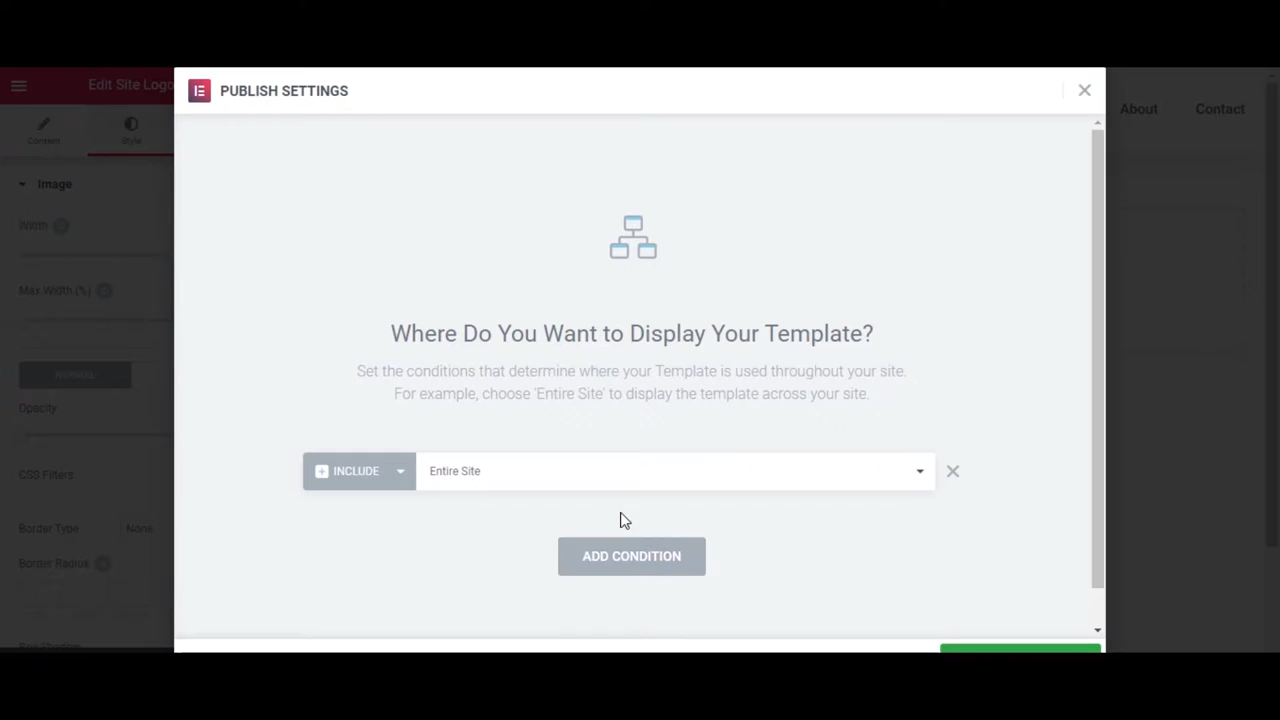 Edit Site Logo
PUBLISH SETTINGS
About
Contact
Content
Style
Image
Width
Max Width (%)
Where Do You Want to Display Your Template?
Set the conditions that determine where your Template is used throughout your site.
For example, choose 'Entire Site' to display the template across your site.
NORMAL
Opacity
INCLUDE
Entire Site
CSS Filters
Border Type
None
Border Radius
ADD CONDITION